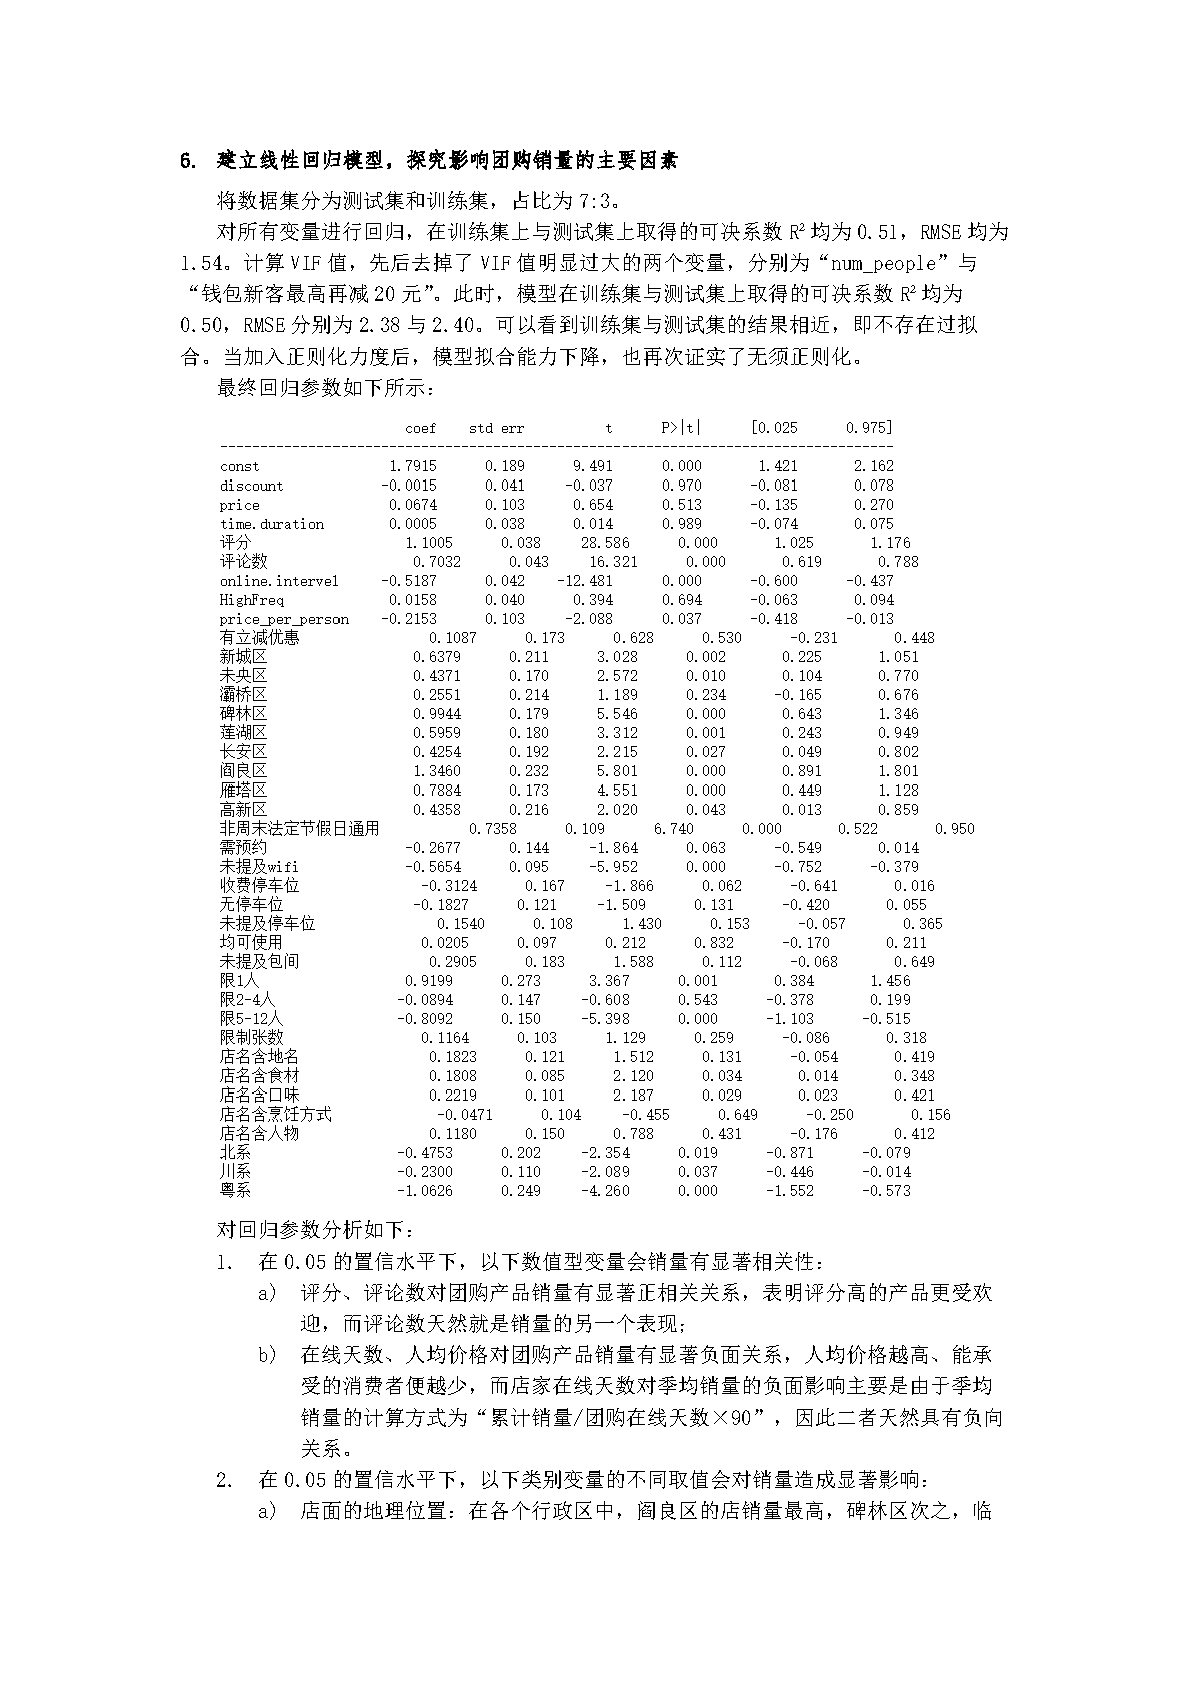 6. 建立线性回归模型，探究影响团购销量的主要因素
将数据集分为测试集和训练集，占比为 7:3。
对所有变量进行回归，在训练集上与测试集上取得的可决系数 R² 均为 0.51，RMSE 均为
1.54。计算 VIF 值，先后去掉了 VIF 值明显过大的两个变量，分别为“num_people”与
“钱包新客最高再减 20 元”。此时，模型在训练集与测试集上取得的可决系数 R² 均为
0.50，RMSE 分别为 2.38 与 2.40。可以看到训练集与测试集的结果相近，即不存在过拟
合。当加入正则化力度后，模型拟合能力下降，也再次证实了无须正则化。
最终回归参数如下所示：
coef std err t P>|t| [0.025 0.975]
------------------------------------------------------------------------------------
const 1.7915 0.189 9.491 0.000 1.421 2.162
discount -0.0015 0.041 -0.037 0.970 -0.081 0.078
price 0.0674 0.103 0.654 0.513 -0.135 0.270
time.duration 0.0005 0.038 0.014 0.989 -0.074 0.075
评分 1.1005 0.038 28.586 0.000 1.025 1.176
评论数 0.7032 0.043 16.321 0.000 0.619 0.788
online.intervel -0.5187 0.042 -12.481 0.000 -0.600 -0.437
HighFreq 0.0158 0.040 0.394 0.694 -0.063 0.094
price_per_person -0.2153 0.103 -2.088 0.037 -0.418 -0.013
有立减优惠 0.1087 0.173 0.628 0.530 -0.231 0.448
新城区 0.6379 0.211 3.028 0.002 0.225 1.051
未央区 0.4371 0.170 2.572 0.010 0.104 0.770
灞桥区 0.2551 0.214 1.189 0.234 -0.165 0.676
碑林区 0.9944 0.179 5.546 0.000 0.643 1.346
莲湖区 0.5959 0.180 3.312 0.001 0.243 0.949
长安区 0.4254 0.192 2.215 0.027 0.049 0.802
阎良区 1.3460 0.232 5.801 0.000 0.891 1.801
雁塔区 0.7884 0.173 4.551 0.000 0.449 1.128
高新区 0.4358 0.216 2.020 0.043 0.013 0.859
非周末法定节假日通用 0.7358 0.109 6.740 0.000 0.522 0.950
需预约 -0.2677 0.144 -1.864 0.063 -0.549 0.014
未提及wifi -0.5654 0.095 -5.952 0.000 -0.752 -0.379
收费停车位 -0.3124 0.167 -1.866 0.062 -0.641 0.016
无停车位 -0.1827 0.121 -1.509 0.131 -0.420 0.055
未提及停车位 0.1540 0.108 1.430 0.153 -0.057 0.365
均可使用 0.0205 0.097 0.212 0.832 -0.170 0.211
未提及包间 0.2905 0.183 1.588 0.112 -0.068 0.649
限1人 0.9199 0.273 3.367 0.001 0.384 1.456
限2-4人 -0.0894 0.147 -0.608 0.543 -0.378 0.199
限5-12人 -0.8092 0.150 -5.398 0.000 -1.103 -0.515
限制张数 0.1164 0.103 1.129 0.259 -0.086 0.318
店名含地名 0.1823 0.121 1.512 0.131 -0.054 0.419
店名含食材 0.1808 0.085 2.120 0.034 0.014 0.348
店名含口味 0.2219 0.101 2.187 0.029 0.023 0.421
店名含烹饪方式 -0.0471 0.104 -0.455 0.649 -0.250 0.156
店名含人物 0.1180 0.150 0.788 0.431 -0.176 0.412
北系 -0.4753 0.202 -2.354 0.019 -0.871 -0.079
川系 -0.2300 0.110 -2.089 0.037 -0.446 -0.014
粤系 -1.0626 0.249 -4.260 0.000 -1.552 -0.573
对回归参数分析如下：
1. 在 0.05 的置信水平下，以下数值型变量会销量有显著相关性：
a) 评分、评论数对团购产品销量有显著正相关关系，表明评分高的产品更受欢
迎，而评论数天然就是销量的另一个表现；
b) 在线天数、人均价格对团购产品销量有显著负面关系，人均价格越高、能承
受的消费者便越少，而店家在线天数对季均销量的负面影响主要是由于季均
销量的计算方式为“累计销量/团购在线天数×90”，因此二者天然具有负向
关系。
2. 在 0.05 的置信水平下，以下类别变量的不同取值会对销量造成显著影响：
a) 店面的地理位置：在各个行政区中，阎良区的店销量最高，碑林区次之，临